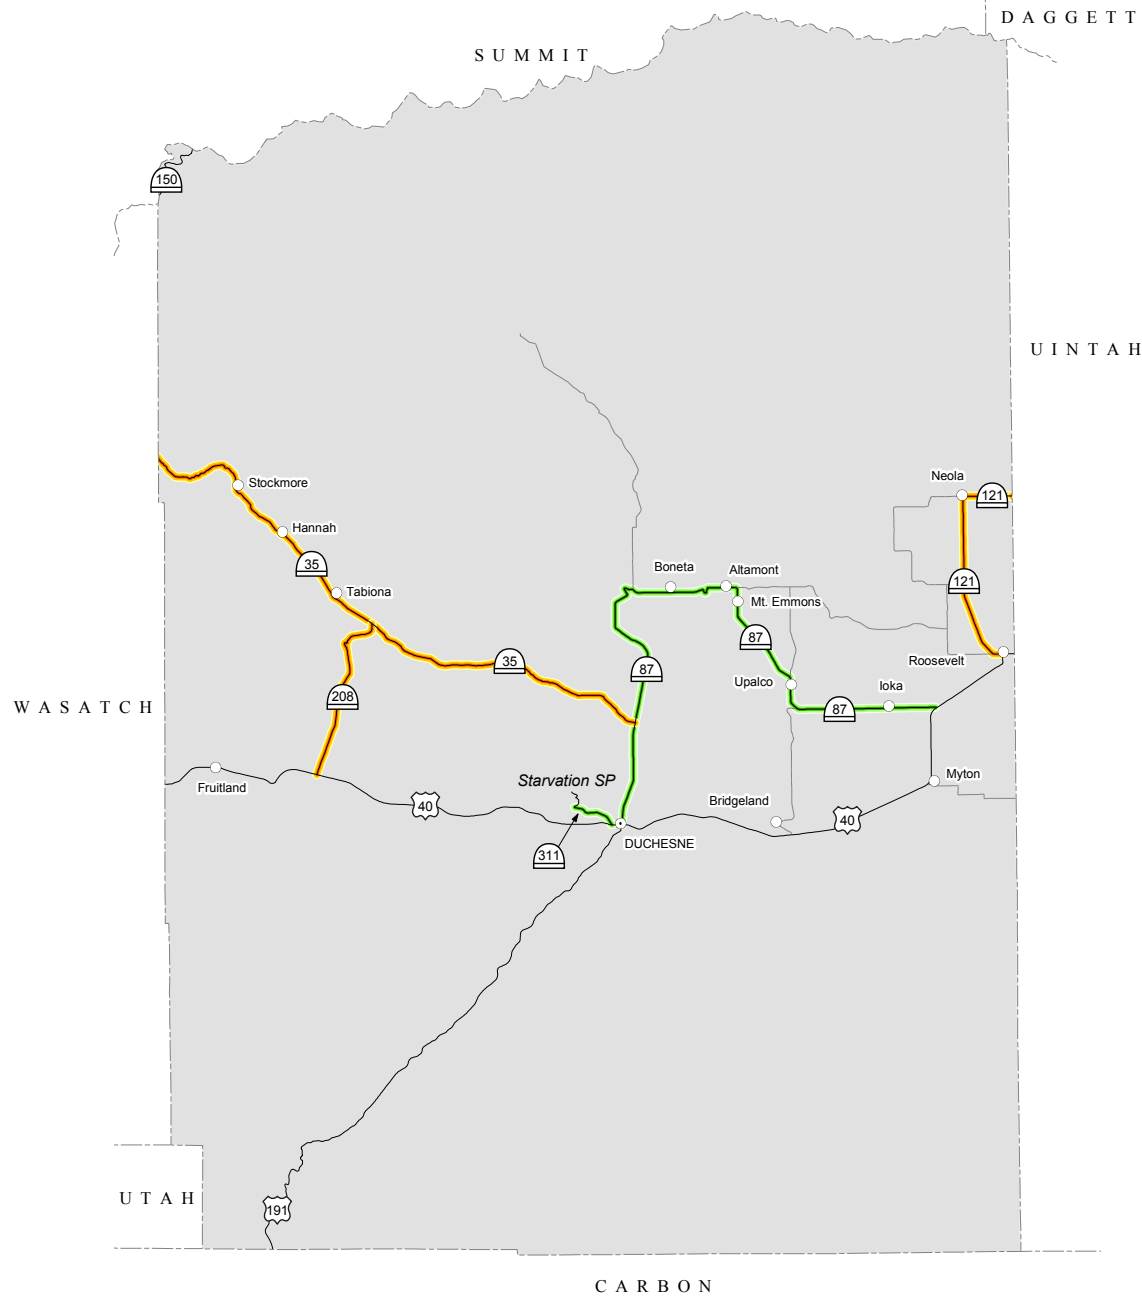 DAGGETT
SUMMIT
150
UINTAH
Neola
121
Stockmore
Hannah
35
Boneta
Altamont
121
Tabiona
Mt. Emmons
87
Roosevelt
35
87
Upalco
Ioka
208
87
WASATCH
Starvation SP
Myton
Fruitland
40
Bridgeland
40
DUCHESNE
311
UTAH
191
CARBON